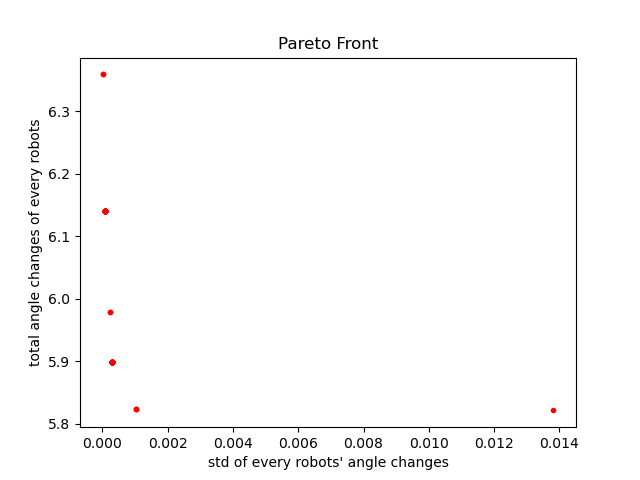 Pareto Front
total angle changes of every robots
6.3
6.2
6.1
6.0
5.9
5.8
0.000 0.002 0.004 0.006 0.008 0.010 0.012 0.014
std of every robots' angle changes